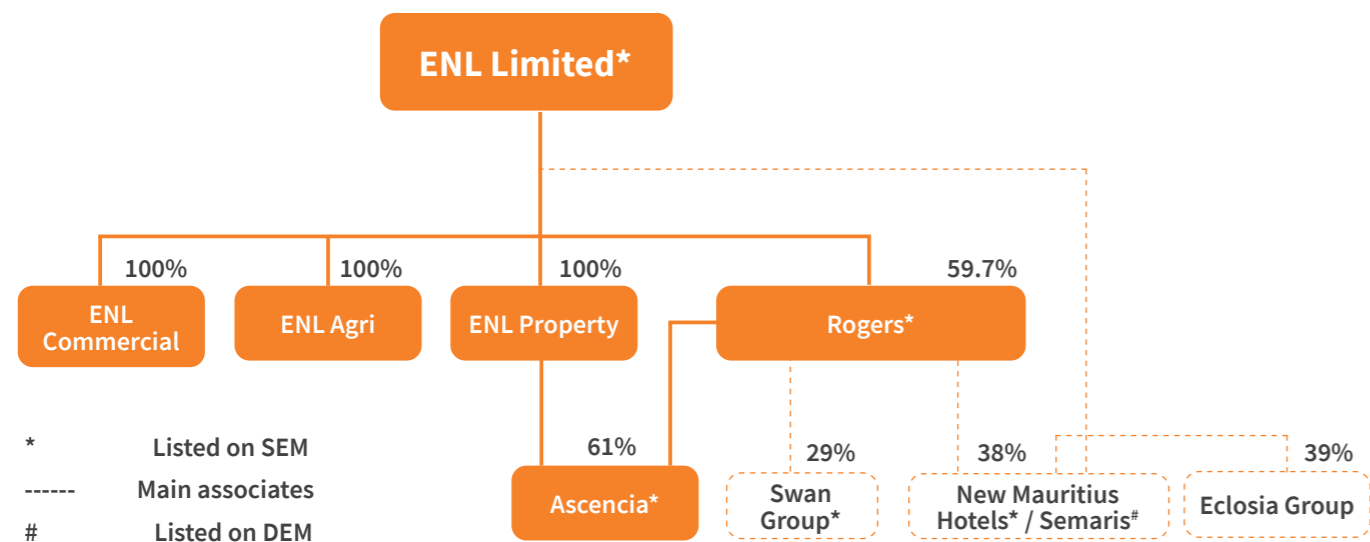 ENL Limited*
100%
100%
100%
59.7%
ENL
Commercial
ENL Agri
ENL Property
Rogers*
* Listed on SEM
------ Main associates
# Listed on DEM
61%
29%
38%
39%
Ascencia*
Swan
Group*
New Mauritius
Hotels* / Semaris#
Eclosia Group